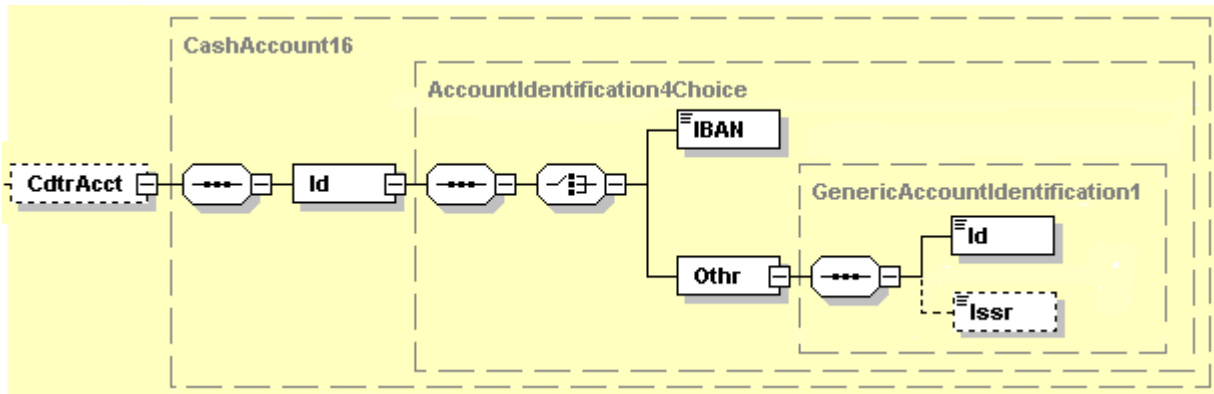 CashAccount16
AccountIdentification4Choice
IBAN
CdtrAcct
Id
GenericAccountIdentification1
Id
Othr
Issr